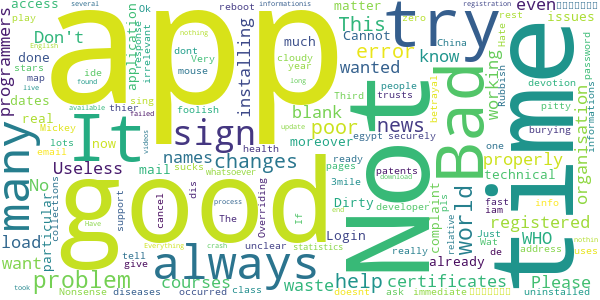 access
play
Ok
reboot
informationis
matter
zero
even
several
English
Don't
application
response
irrelevant
Cannot
China
issues
registration
programmers
done
stars
map
live
dont
Very
mouse
cloudy
year
long
ide
found
installing
much
This
try
Hate
rest
Rubbish
password
app
error
know
wanted
people
trusts
working
devotion
pitty
dates
real
Mickey
email
lots
now
sing
foolish
blank
Third
betrayal
burying
available
failed
videos
nothing
update
poor
moreover
egypt
securely
time
many
It
sign
news
Not
Bad
one
organisation
informations
Useless
thier
mail
health
sucks
whatsoever
names
changes
ready
pages
3mile
patents
download
properly
technical
fast
iam
load
No
particular
collections
good
support
cancel
process
The
Overriding
If
Have
dis
Dirty
developer
Login
complaint
pls
world
relative
Override
registered
WHO
Just
Wat
de
address
info
nothin
uses
want
tell
give
always
unclear
statistics
really
already
Please
problem
courses
waste
help
certificates
took
Nonsense
diseases
occurred
Everything
class
crash
end
doesnt
ask
immediate
uninstalled